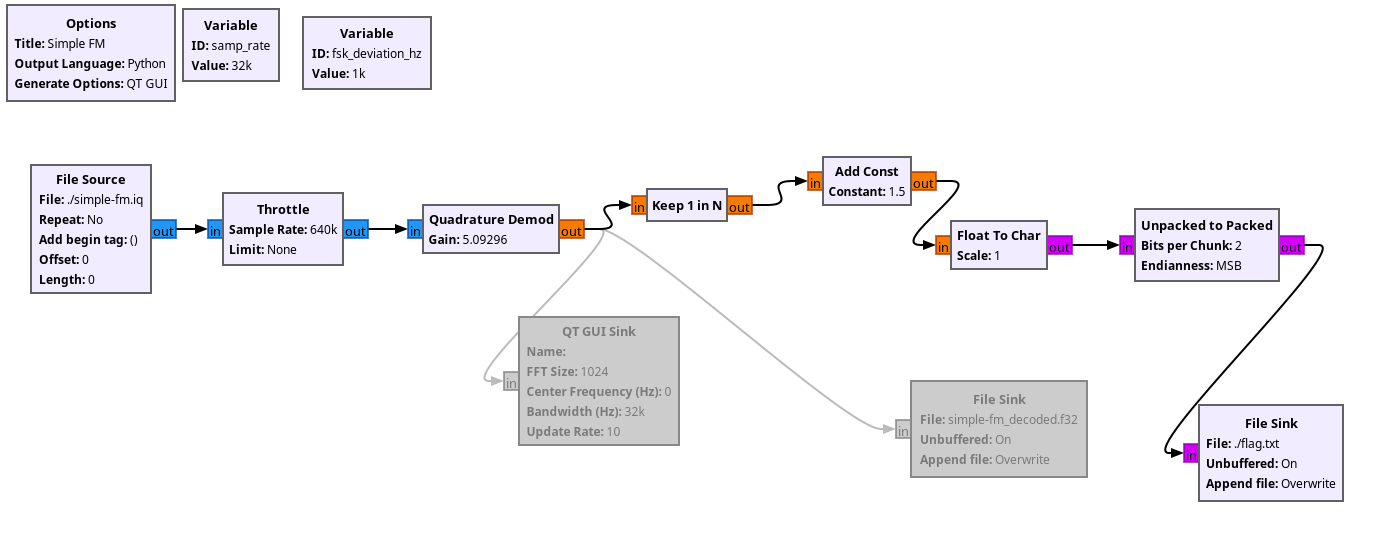 Options
Title: Simple FM
Output Language: Python
Generate Options: QT GUI
Variable
ID: samp_rate
Value: 32k
Variable
ID: fsk_deviation_hz
Value: 1k
File Source
File: ./simple-fm.iq
Repeat: No
Add begin tag: ()
Offset: 0
Length: 0
out
in
Throttle
Sample Rate: 640k
Limit: None
out
in
Quadrature Demod
Gain: 5.09296
out
in
Keep 1 in N
out
in
Add Const
Constant: 1.5
out
in
Float To Char
Scale: 1
out
in
Unpacked to Packed
Bits per Chunk: 2
Endianness: MSB
out
in
QT GUI Sink
Name:
FFT Size: 1024
Center Frequency (Hz): 0
Bandwidth (Hz): 32k
Update Rate: 10
in
File Sink
File: simple-fm_decoded.f32
Unbuffered: On
Append file: Overwrite
in
File Sink
File: ./flag.txt
Unbuffered: On
Append file: Overwrite